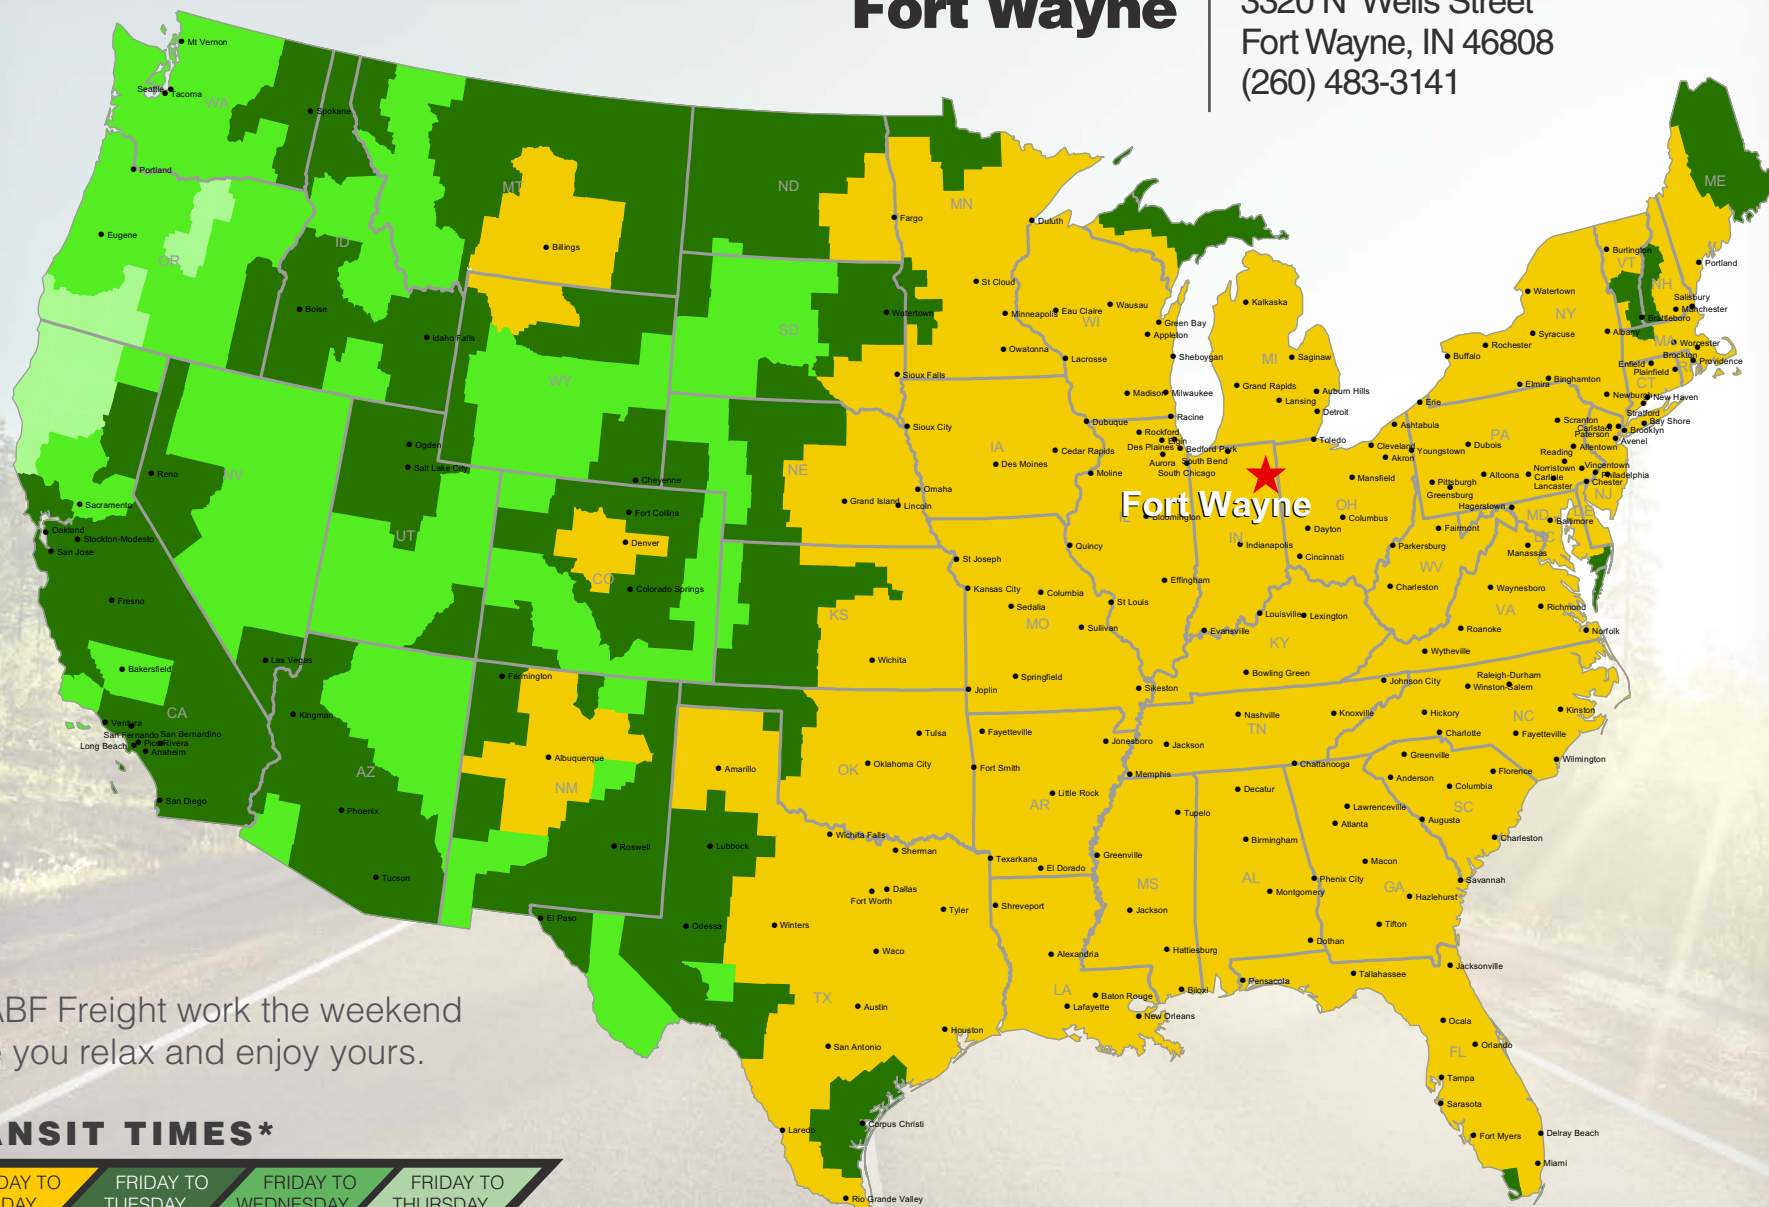 Fort Wayne
3320 N Wells Street
Fort Wayne, IN 46808
(260) 483-3141
Mt Vernon
Seattle
Tacoma
WA
Spokane
Portland
Eugene
OR
ID
Boise
Idaho Falls
MT
Billings
ND
Fargo
MN
Duluth
St Cloud
Minneapolis
Eau Claire
Wausau
WI
Green Bay
Appleton
Owatonna
Lacrosse
Sheboygan
Madison
Milwaukee
Racine
Watertown
SD
Sioux Falls
WY
Cheyenne
Kalkaska
MI
Saginaw
Grand Rapids
Lansing
Auburn Hills
Detroit
ME
Burlington
VT
NH
Portland
Salisbury
Manchester
Brattleboro
Watertown
NY
Syracuse
Rochester
Buffalo
Albany
MA
Worcester
Brockton
Providence
Enfield
Plainfield
RI
CT
Binghamton
Elmira
Newburgh
New Haven
Stratford
Bay Shore
Brooklyn
Carlstadt
Paterson
Avenel
Erie
Ashtabula
Scranton
PA
Dubois
Allentown
Reading
Cleveland
Youngstown
Akron
Altoona
Norristown
Vincentown
Carlisle
Philadelphia
Lancaster
Chester
Pittsburgh
Greensburg
NJ
Hagerstown
MD
DE
Baltimore
DC
Manassas
Toledo
Mansfield
OH
Columbus
Dayton
Cincinnati
Fairmont
Parkersburg
WV
Charleston
Waynesboro
VA
Richmond
Roanoke
Norfolk
Wytheville
Dubuque
Rockford
Elgin
Des Plaines
Bedford Park
Aurora
South Bend
South Chicago
Fort Wayne
IL
Bloomington
IN
Indianapolis
Sioux City
IA
Cedar Rapids
Des Moines
Moline
NE
Omaha
Grand Island
Lincoln
Quincy
Effingham
St Joseph
Kansas City
Columbia
Sedalia
MO
St Louis
Sullivan
Springfield
Joplin
Sikeston
Evansville
Louisville
Lexington
KY
Bowling Green
KS
Wichita
Reno
NV
Sacramento
Oakland
Stockton-Modesto
San Jose
Fresno
Bakersfield
CA
Ventura
San Fernando
San Bernardino
Pico Rivera
Long Beach
Anaheim
San Diego
Las Vegas
Ogden
Salt Lake City
UT
Fort Collins
Denver
CO
Colorado Springs
Kingman
AZ
Phoenix
Tucson
Farmington
Albuquerque
NM
Roswell
Amarillo
Lubbock
El Paso
Odessa
Tulsa
Oklahoma City
OK
Wichita Falls
Sherman
Dallas
Fort Worth
Tyler
Winters
Waco
TX
Austin
Houston
San Antonio
Corpus Christi
Laredo
Rio Grande Valley
Fayetteville
Fort Smith
Little Rock
AR
Jonesboro
Texarkana
El Dorado
Shreveport
Alexandria
LA
Baton Rouge
Lafayette
New Orleans
Nashville
TN
Knoxville
Johnson City
Jackson
Memphis
Chattanooga
Tupelo
Greenville
MS
Jackson
Hattiesburg
Biloxi
Decatur
Birmingham
AL
Montgomery
Dothan
Pensacola
Raleigh-Durham
Winston-Salem
Hickory
NC
Kinston
Charlotte
Fayetteville
Wilmington
Greenville
Anderson
Florence
Columbia
SC
Charleston
Lawrenceville
Atlanta
Augusta
Macon
Phenix City
GA
Hazlehurst
Savannah
Tifton
Tallahassee
Jacksonville
Ocala
FL
Orlando
Tampa
Sarasota
Fort Myers
Delray Beach
Miami
ABF Freight work the weekend
you relax and enjoy yours.
NSIT TIMES*
DAY TO
DAY
FRIDAY TO
TUESDAY
FRIDAY TO
WEDNESDAY
FRIDAY TO
THURSDAY